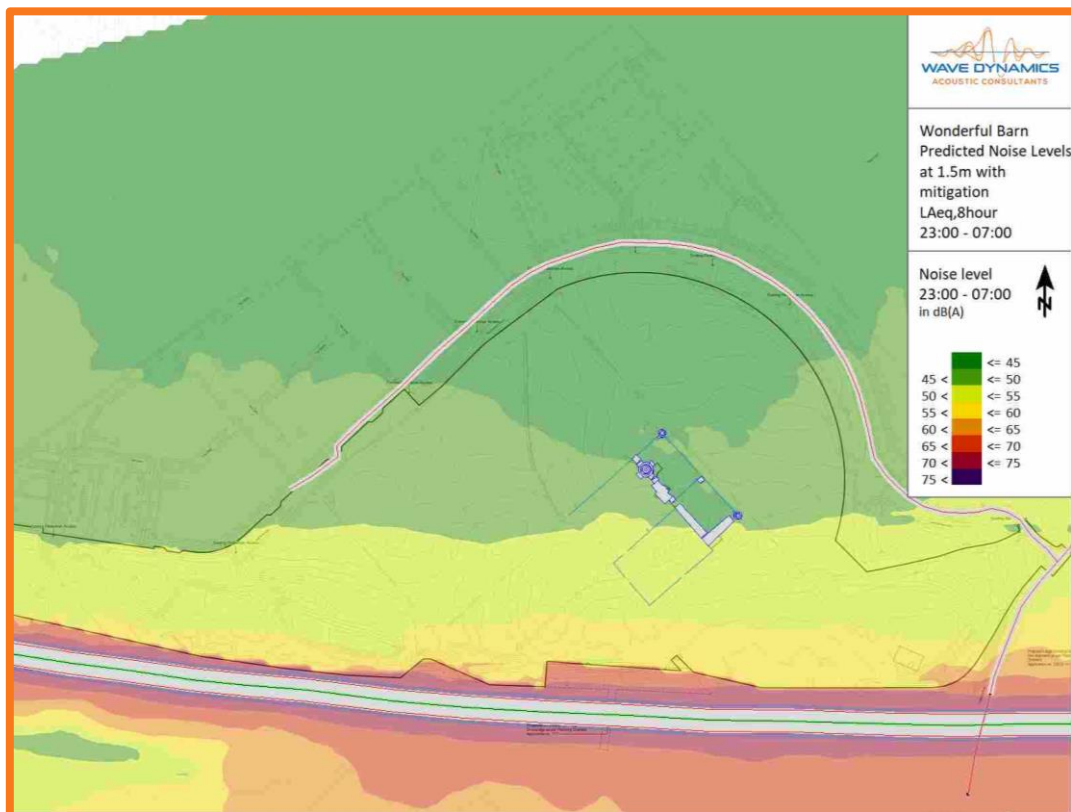 WAVE DYNAMICS
ACOUSTIC CONSULTANTS
Wonderful Barn
Predicted Noise Levels
at 1.5m with
mitigation
LAeq,8hour
23:00 - 07:00
Noise level
23:00 - 07:00
in dB(A)
N
<= 45
45 < <= 50
50 < <= 55
55 < <= 60
60 < <= 65
65 < <= 70
70 < <= 75
75 <